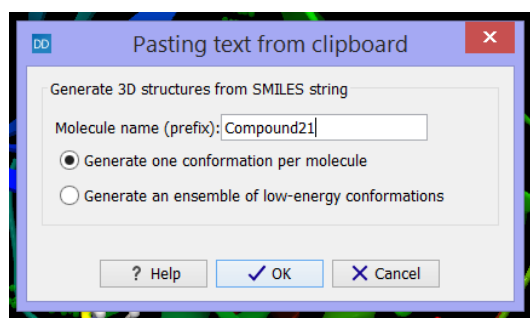 DD Pasting text from clipboard
Generate 3D structures from SMILES string
Molecule name (prefix): Compound21
Generate one conformation per molecule
Generate an ensemble of low-energy conformations
? Help OK Cancel